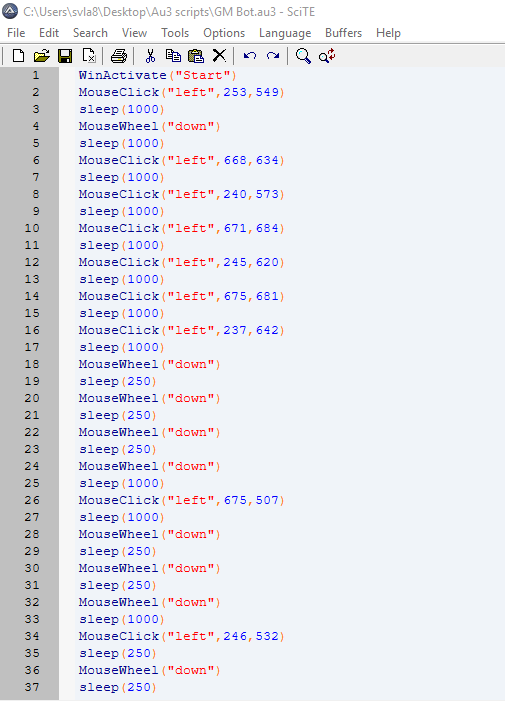 C:\Users\svla8\Desktop\Au3 scripts\GM Bot.au3 - SciTE
File Edit Search View Tools Options Language Buffers Help
1 WinActivate("Start")
2 MouseClick("left",253,549)
3 sleep(1000)
4 MouseWheel("down")
5 sleep(1000)
6 MouseClick("left",668,634)
7 sleep(1000)
8 MouseClick("left",240,573)
9 sleep(1000)
10 MouseClick("left",671,684)
11 sleep(1000)
12 MouseClick("left",245,620)
13 sleep(1000)
14 MouseClick("left",675,681)
15 sleep(1000)
16 MouseClick("left",237,642)
17 sleep(1000)
18 MouseWheel("down")
19 sleep(250)
20 MouseWheel("down")
21 sleep(250)
22 MouseWheel("down")
23 sleep(250)
24 MouseWheel("down")
25 sleep(1000)
26 MouseClick("left",675,507)
27 sleep(1000)
28 MouseWheel("down")
29 sleep(250)
30 MouseWheel("down")
31 sleep(250)
32 MouseWheel("down")
33 sleep(1000)
34 MouseClick("left",246,532)
35 sleep(250)
36 MouseWheel("down")
37 sleep(250)